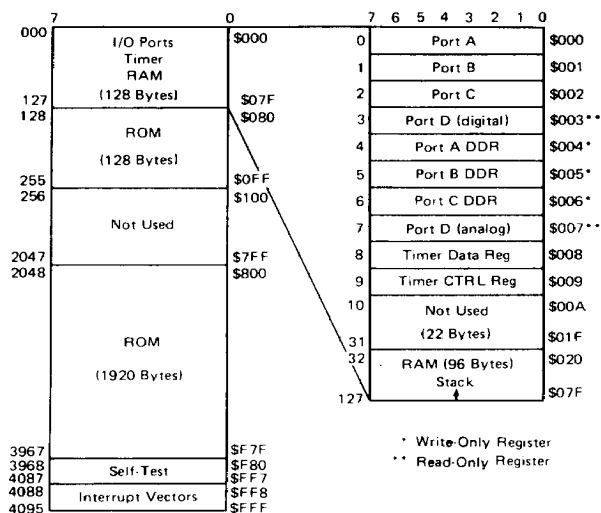 7 0
000 $000
I/O Ports
Timer
RAM
(128 Bytes)
127 $07F
128 $080
ROM
(128 Bytes)
255 $0FF
256 $100
Not Used
2047 $7FF
2048 $800
ROM
(1920 Bytes)
3967 $F7F
3968 $F80
Self-Test
4087 $FF7
4088 $FF8
Interrupt Vectors
4095 $FFF
7 6 5 4 3 2 1 0
0 Port A $000
1 Port B $001
2 Port C $002
3 Port D (digital) $003**
4 Port A DDR $004*
5 Port B DDR $005*
6 Port C DDR $006*
7 Port D (analog) $007**
8 Timer Data Reg $008
9 Timer CTRL Reg $009
10 $00A
Not Used
(22 Bytes)
31 $01F
32 $020
RAM (96 Bytes)
Stack
127 $07F
* Write-Only Register
** Read-Only Register